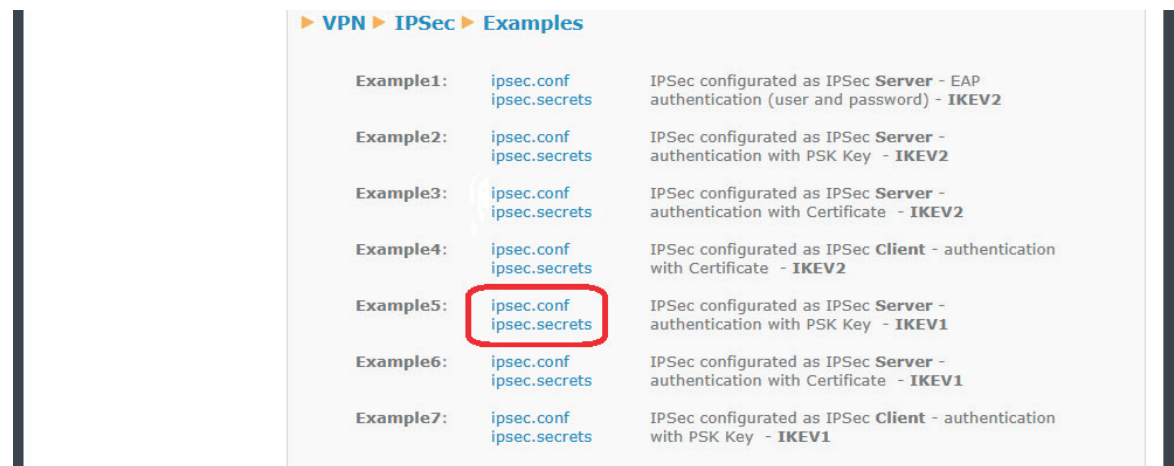 VPN IPSec Examples
Example1: ipsec.conf IPSec configurated as IPSec Server - EAP
ipsec.secrets authentication (user and password) - IKEV2
Example2: ipsec.conf IPSec configurated as IPSec Server -
ipsec.secrets authentication with PSK Key - IKEV2
Example3: ipsec.conf IPSec configurated as IPSec Server -
ipsec.secrets authentication with Certificate - IKEV2
Example4: ipsec.conf IPSec configurated as IPSec Client - authentication
ipsec.secrets with Certificate - IKEV2
Example5: ipsec.conf IPSec configurated as IPSec Server -
ipsec.secrets authentication with PSK Key - IKEV1
Example6: ipsec.conf IPSec configurated as IPSec Server -
ipsec.secrets authentication with Certificate - IKEV1
Example7: ipsec.conf IPSec configurated as IPSec Client - authentication
ipsec.secrets with PSK Key - IKEV1